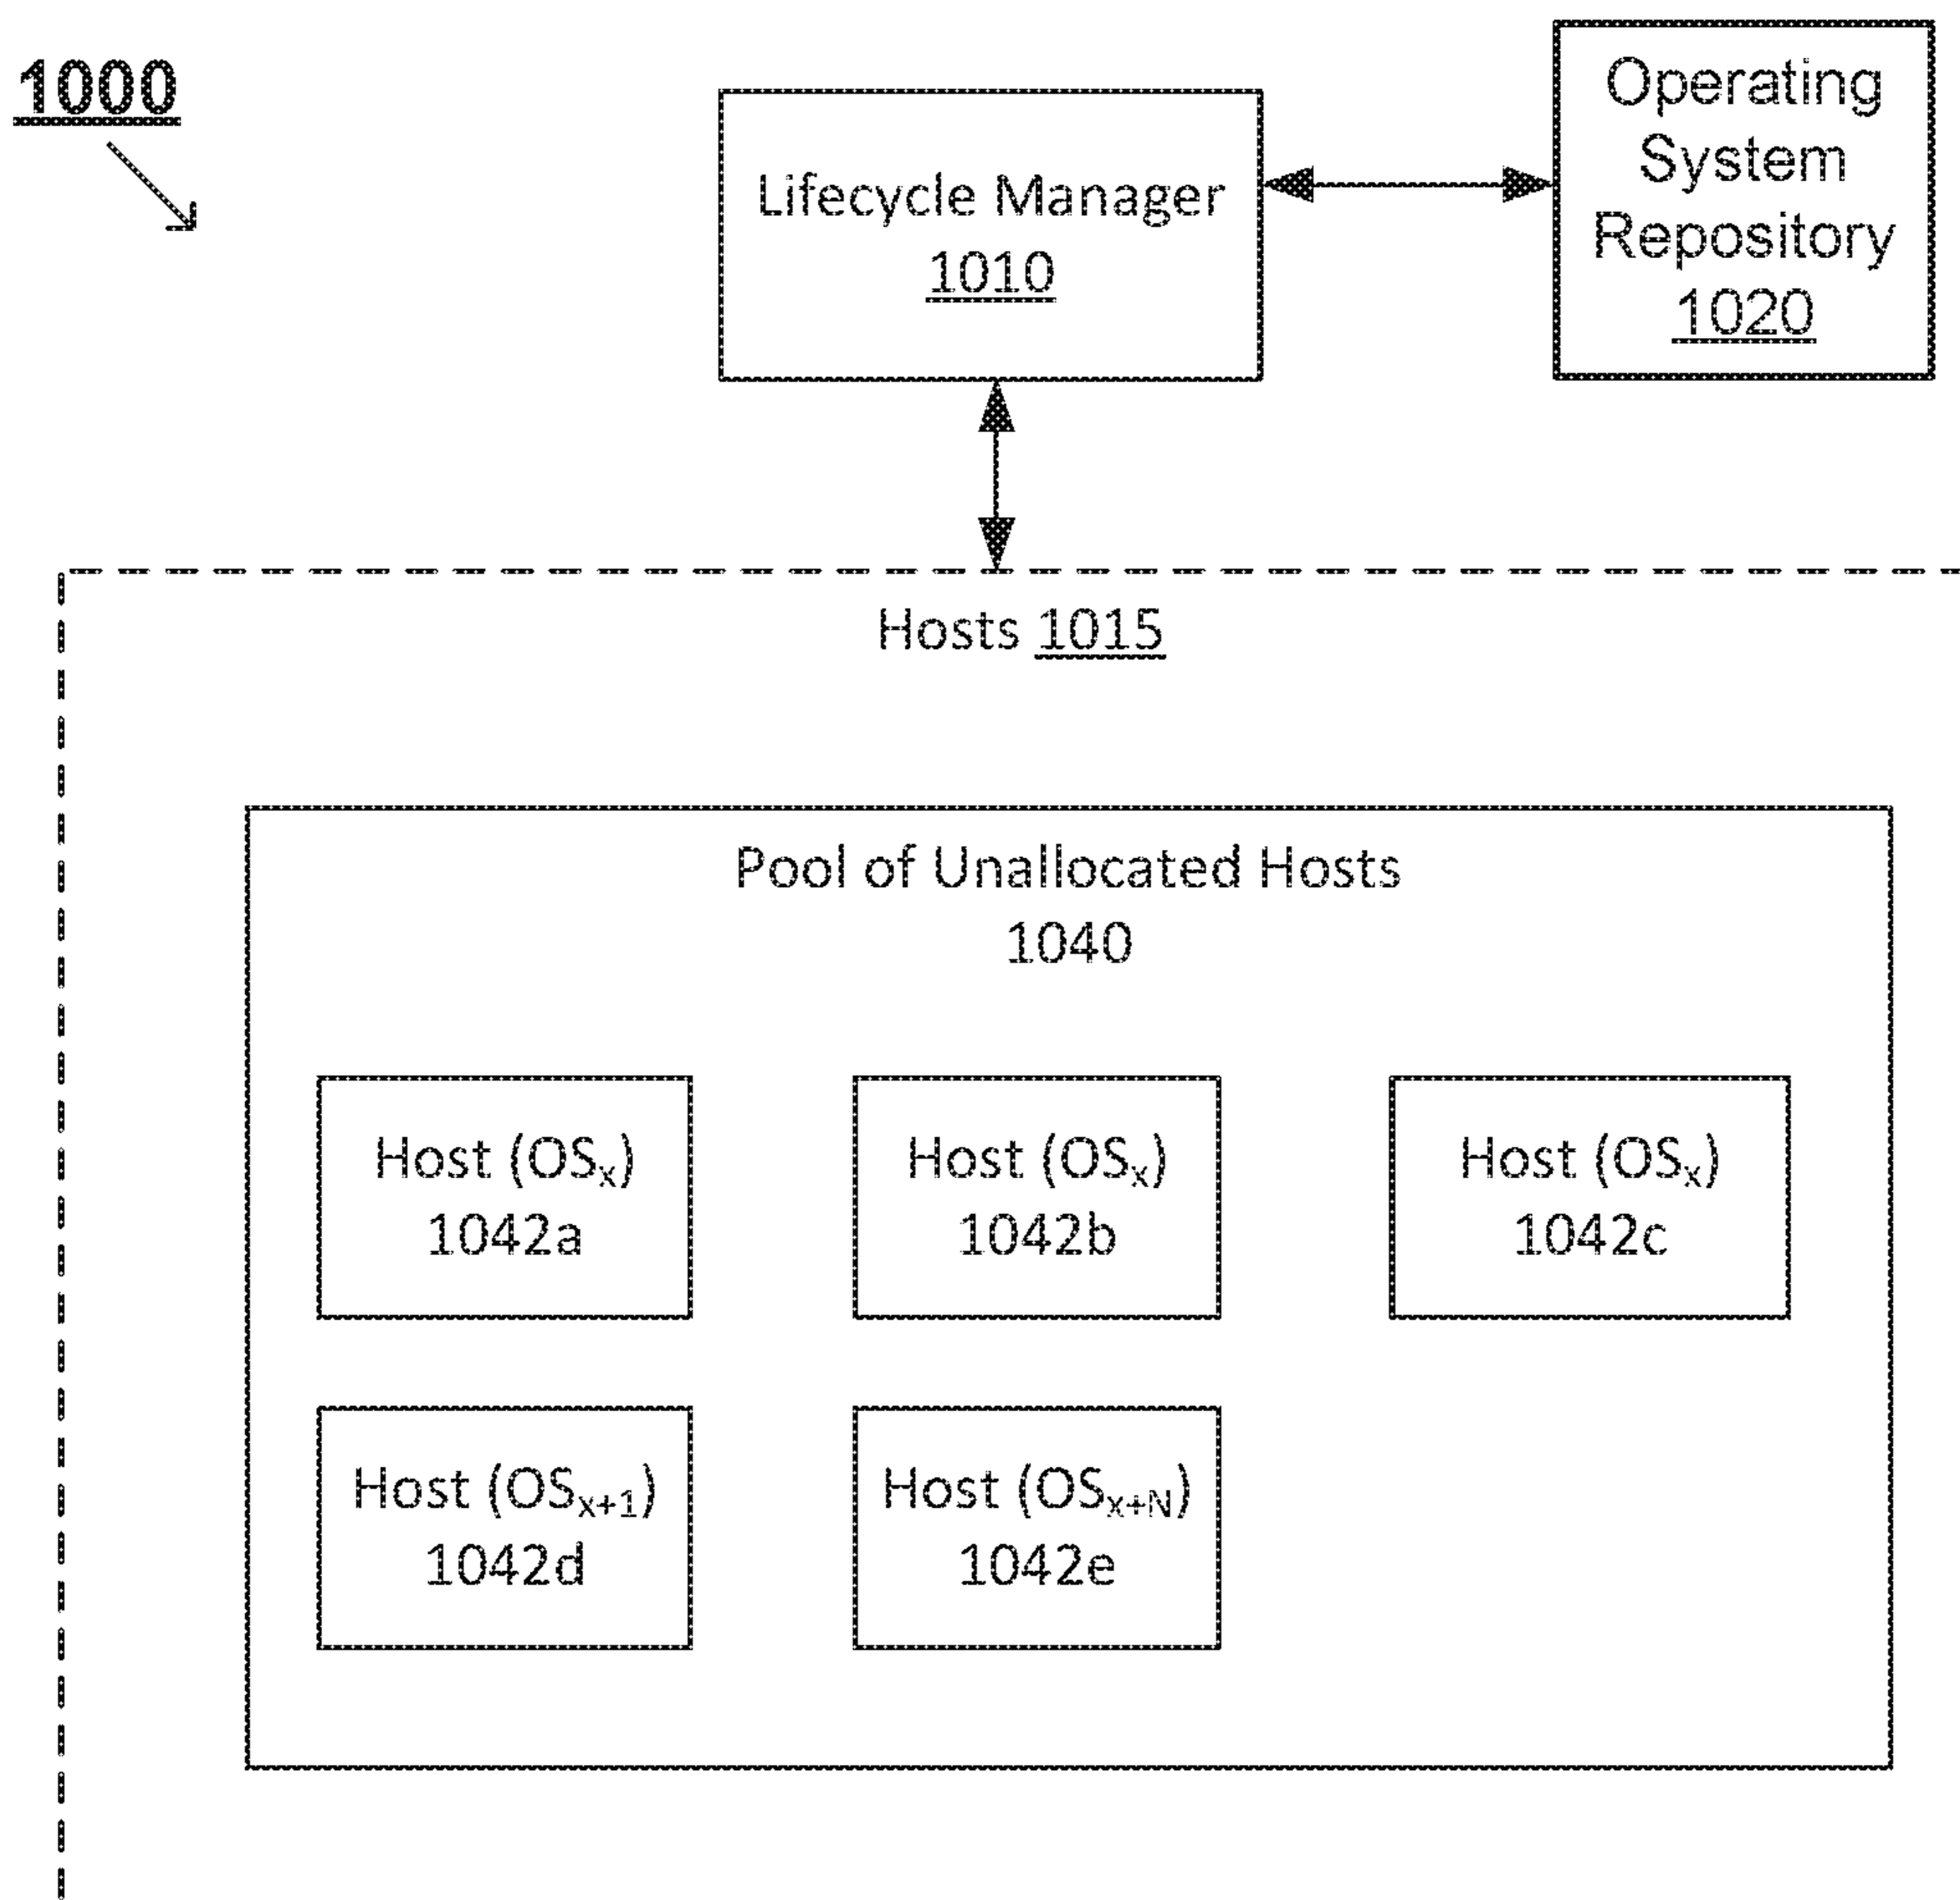 1000
Lifecycle Manager
1010
Operating
System
Repository
1020
Hosts 1015
Pool of Unallocated Hosts
1040
Host (OSₓ)
1042a
Host (OSₓ)
1042b
Host (OSₓ)
1042c
Host (OSₓ₊₁)
1042d
Host (OSₓ₊N)
1042e